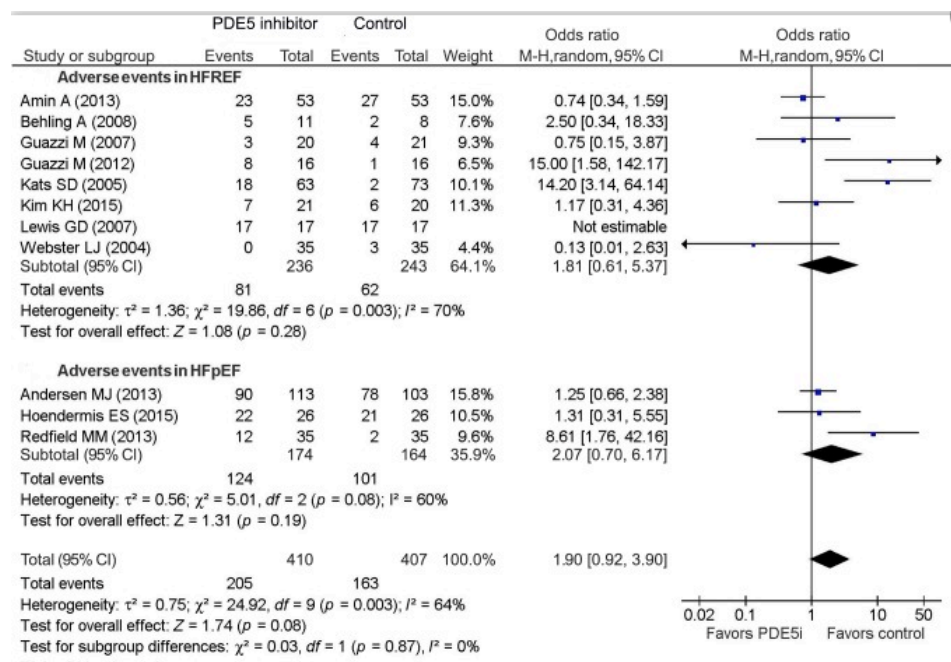 PDE5 inhibitor Control Odds ratio Odds ratio
Study or subgroup Events Total Events Total Weight M-H,random, 95% CI M-H,random, 95% CI
Adverse events in HFREF
Amin A (2013) 23 53 27 53 15.0% 0.74 [0.34, 1.59]
Behling A (2008) 5 11 2 8 7.6% 2.50 [0.34, 18.33]
Guazzi M (2007) 3 20 4 21 9.3% 0.75 [0.15, 3.87]
Guazzi M (2012) 8 16 1 16 6.5% 15.00 [1.58, 142.17]
Kats SD (2005) 18 63 2 73 10.1% 14.20 [3.14, 64.14]
Kim KH (2015) 7 21 6 20 11.3% 1.17 [0.31, 4.36]
Lewis GD (2007) 17 17 17 17 Not estimable
Webster LJ (2004) 0 35 3 35 4.4% 0.13 [0.01, 2.63]
Subtotal (95% CI) 236 243 64.1% 1.81 [0.61, 5.37]
Total events 81 62
Heterogeneity: τ² = 1.36; χ² = 19.86, df = 6 (p = 0.003); I² = 70%
Test for overall effect: Z = 1.08 (p = 0.28)
Adverse events in HFpEF
Andersen MJ (2013) 90 113 78 103 15.8% 1.25 [0.66, 2.38]
Hoendermis ES (2015) 22 26 21 26 10.5% 1.31 [0.31, 5.55]
Redfield MM (2013) 12 35 2 35 9.6% 8.61 [1.76, 42.16]
Subtotal (95% CI) 174 164 35.9% 2.07 [0.70, 6.17]
Total events 124 101
Heterogeneity: τ² = 0.56; χ² = 5.01, df = 2 (p = 0.08); I² = 60%
Test for overall effect: Z = 1.31 (p = 0.19)
Total (95% CI) 410 407 100.0% 1.90 [0.92, 3.90]
Total events 205 163
Heterogeneity: τ² = 0.75; χ² = 24.92, df = 9 (p = 0.003); I² = 64%
Test for overall effect: Z = 1.74 (p = 0.08)
Test for subgroup differences: χ² = 0.03, df = 1 (p = 0.87), I² = 0%
0.02 0.1 1 10 50
Favors PDE5i Favors control